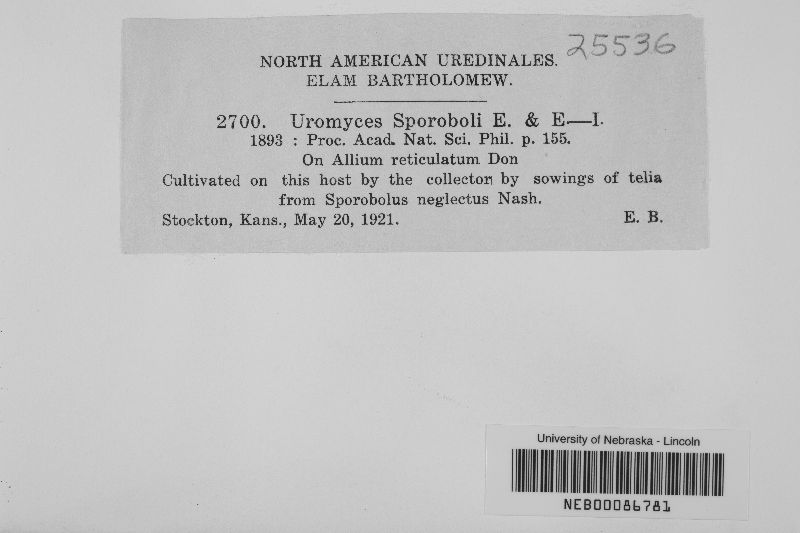 25536
NORTH AMERICAN UREDINALES.
ELAM BARTHOLOMEW.
2700. Uromyces Sporoboli E. & E—I.
1893 : Proc. Acad. Nat. Sci. Phil. p. 155.
On Allium reticulatum Don
Cultivated on this host by the collector by sowings of telia
from Sporobolus neglectus Nash.
Stockton, Kans., May 20, 1921. E. B.
University of Nebraska - Lincoln
NEB00086781